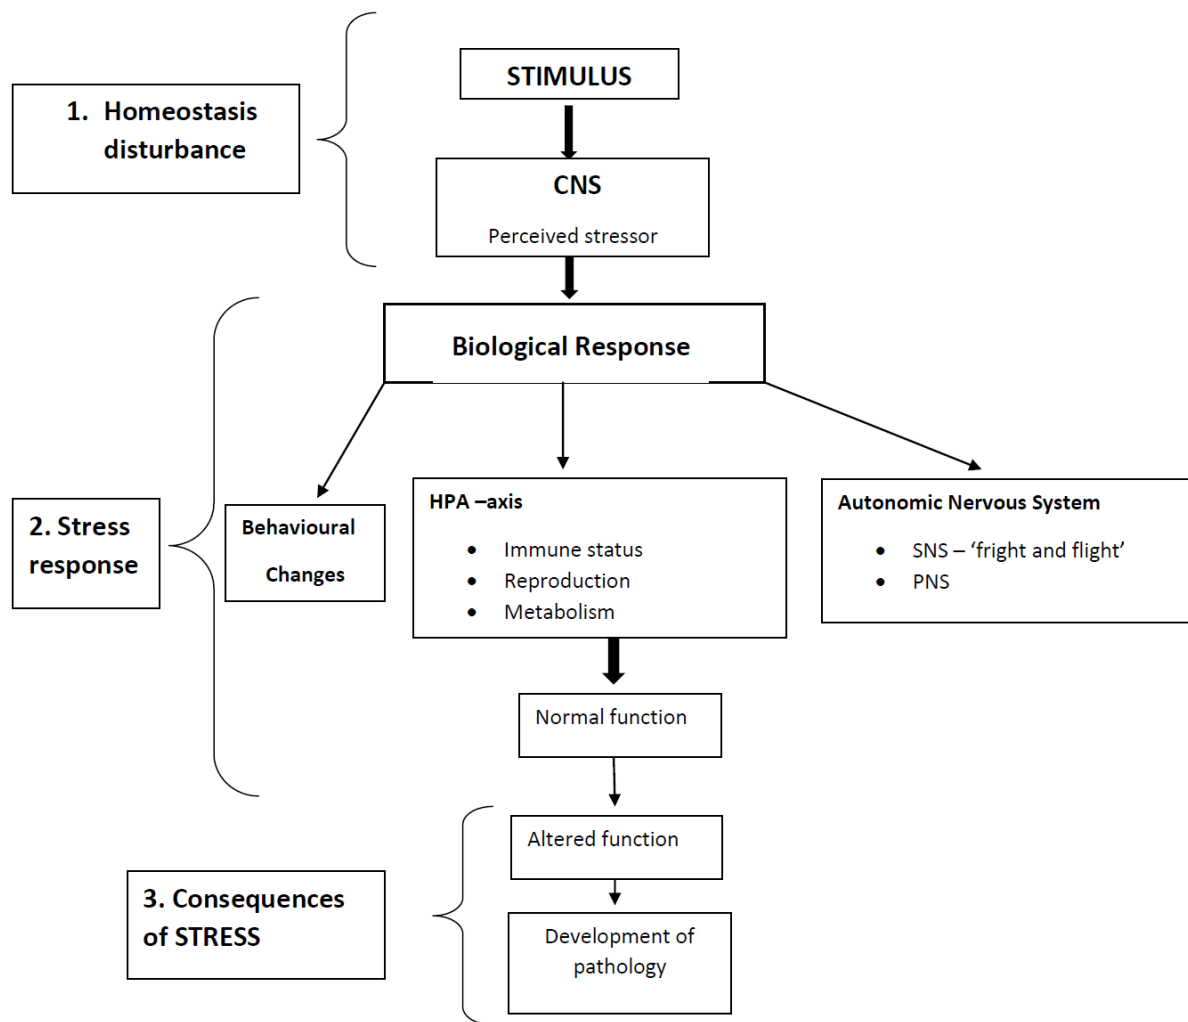 STIMULUS
1. Homeostasis
disturbance
CNS
Perceived stressor
Biological Response
2. Stress
response
Behavioural
Changes
HPA –axis
• Immune status
• Reproduction
• Metabolism
Autonomic Nervous System
• SNS – ‘fright and flight’
• PNS
Normal function
Altered function
3. Consequences
of STRESS
Development of
pathology